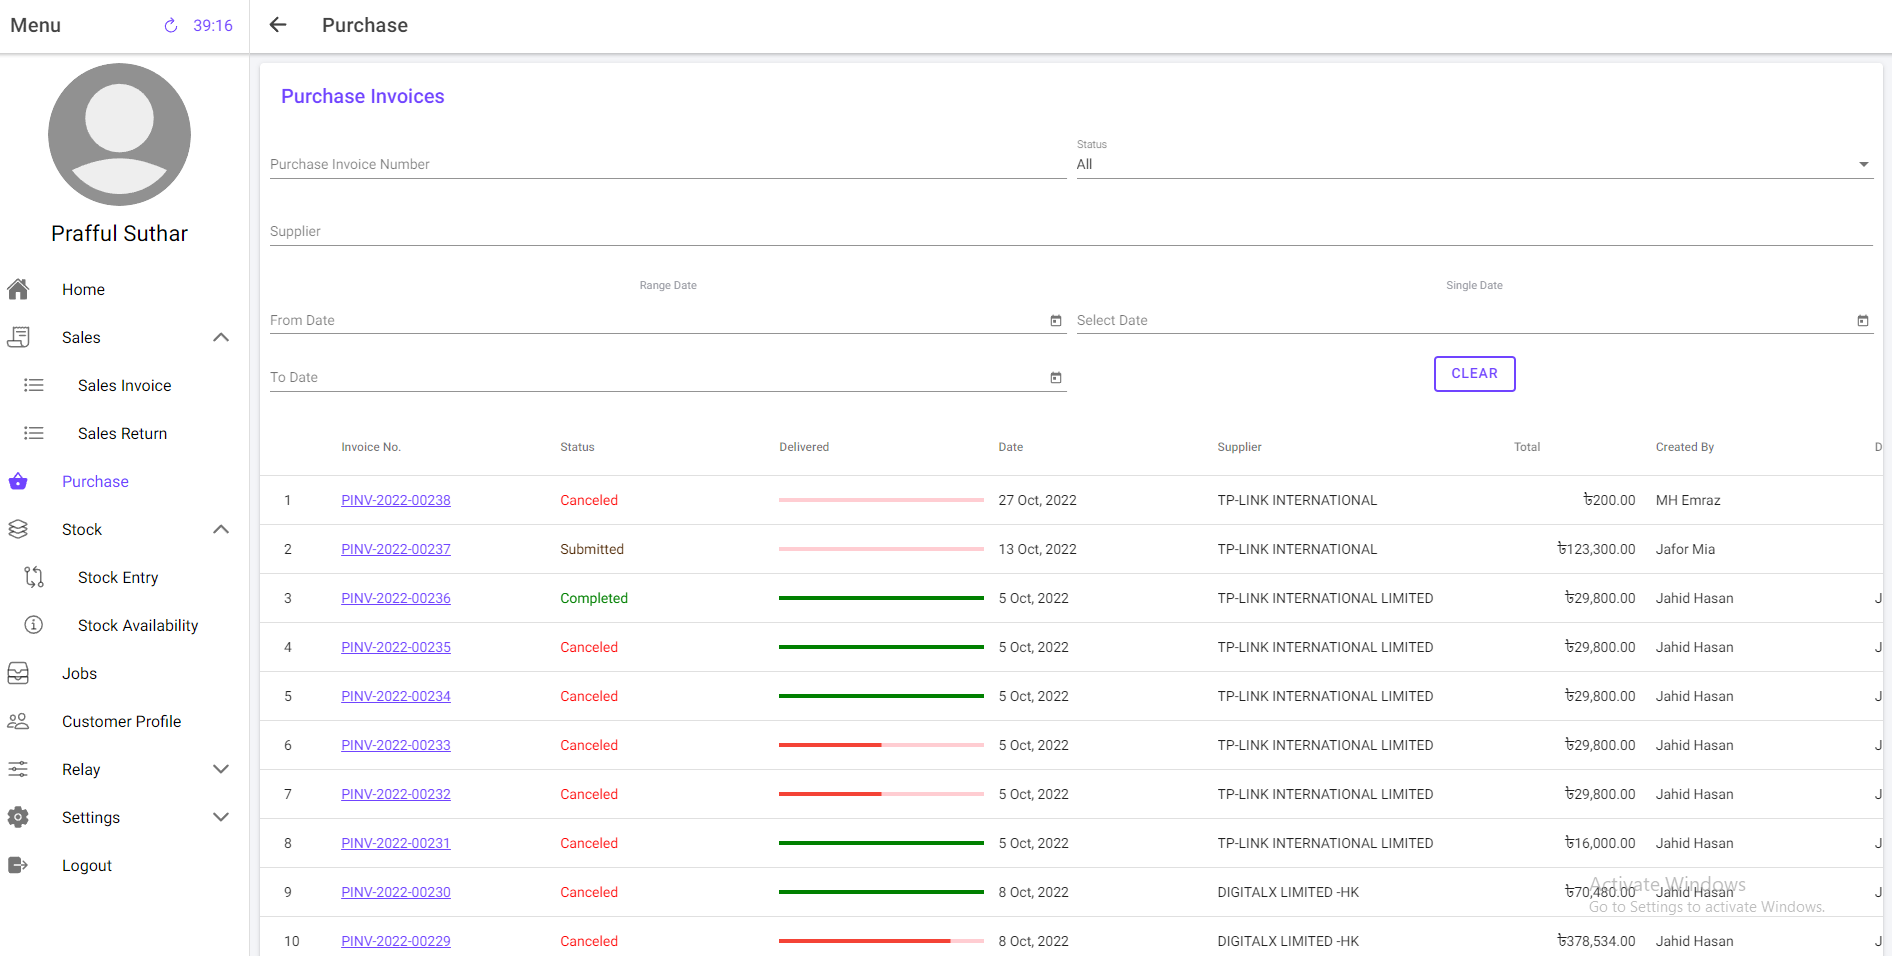 Menu 39:16 Purchase
Prafful Suthar
Home
Sales
Sales Invoice
Sales Return
Purchase
Stock
Stock Entry
Stock Availability
Jobs
Customer Profile
Relay
Settings
Logout
Purchase Invoices
Purchase Invoice Number
Status
All
Supplier
Range Date
Single Date
From Date
Select Date
To Date
CLEAR
Invoice No. Status Delivered Date Supplier Total Created By D
1 PINV-2022-00238 Canceled 27 Oct, 2022 TP-LINK INTERNATIONAL ৳200.00 MH Emraz
2 PINV-2022-00237 Submitted 13 Oct, 2022 TP-LINK INTERNATIONAL ৳123,300.00 Jafor Mia
3 PINV-2022-00236 Completed 5 Oct, 2022 TP-LINK INTERNATIONAL LIMITED ৳29,800.00 Jahid Hasan J
4 PINV-2022-00235 Canceled 5 Oct, 2022 TP-LINK INTERNATIONAL LIMITED ৳29,800.00 Jahid Hasan J
5 PINV-2022-00234 Canceled 5 Oct, 2022 TP-LINK INTERNATIONAL LIMITED ৳29,800.00 Jahid Hasan J
6 PINV-2022-00233 Canceled 5 Oct, 2022 TP-LINK INTERNATIONAL LIMITED ৳29,800.00 Jahid Hasan J
7 PINV-2022-00232 Canceled 5 Oct, 2022 TP-LINK INTERNATIONAL LIMITED ৳29,800.00 Jahid Hasan J
8 PINV-2022-00231 Canceled 5 Oct, 2022 TP-LINK INTERNATIONAL LIMITED ৳16,000.00 Jahid Hasan J
9 PINV-2022-00230 Canceled 8 Oct, 2022 DIGITALX LIMITED -HK ৳70,480.00 Jahid Hasan J
10 PINV-2022-00229 Canceled 8 Oct, 2022 DIGITALX LIMITED -HK ৳378,534.00 Jahid Hasan J
Activate Windows
Go to Settings to activate Windows.